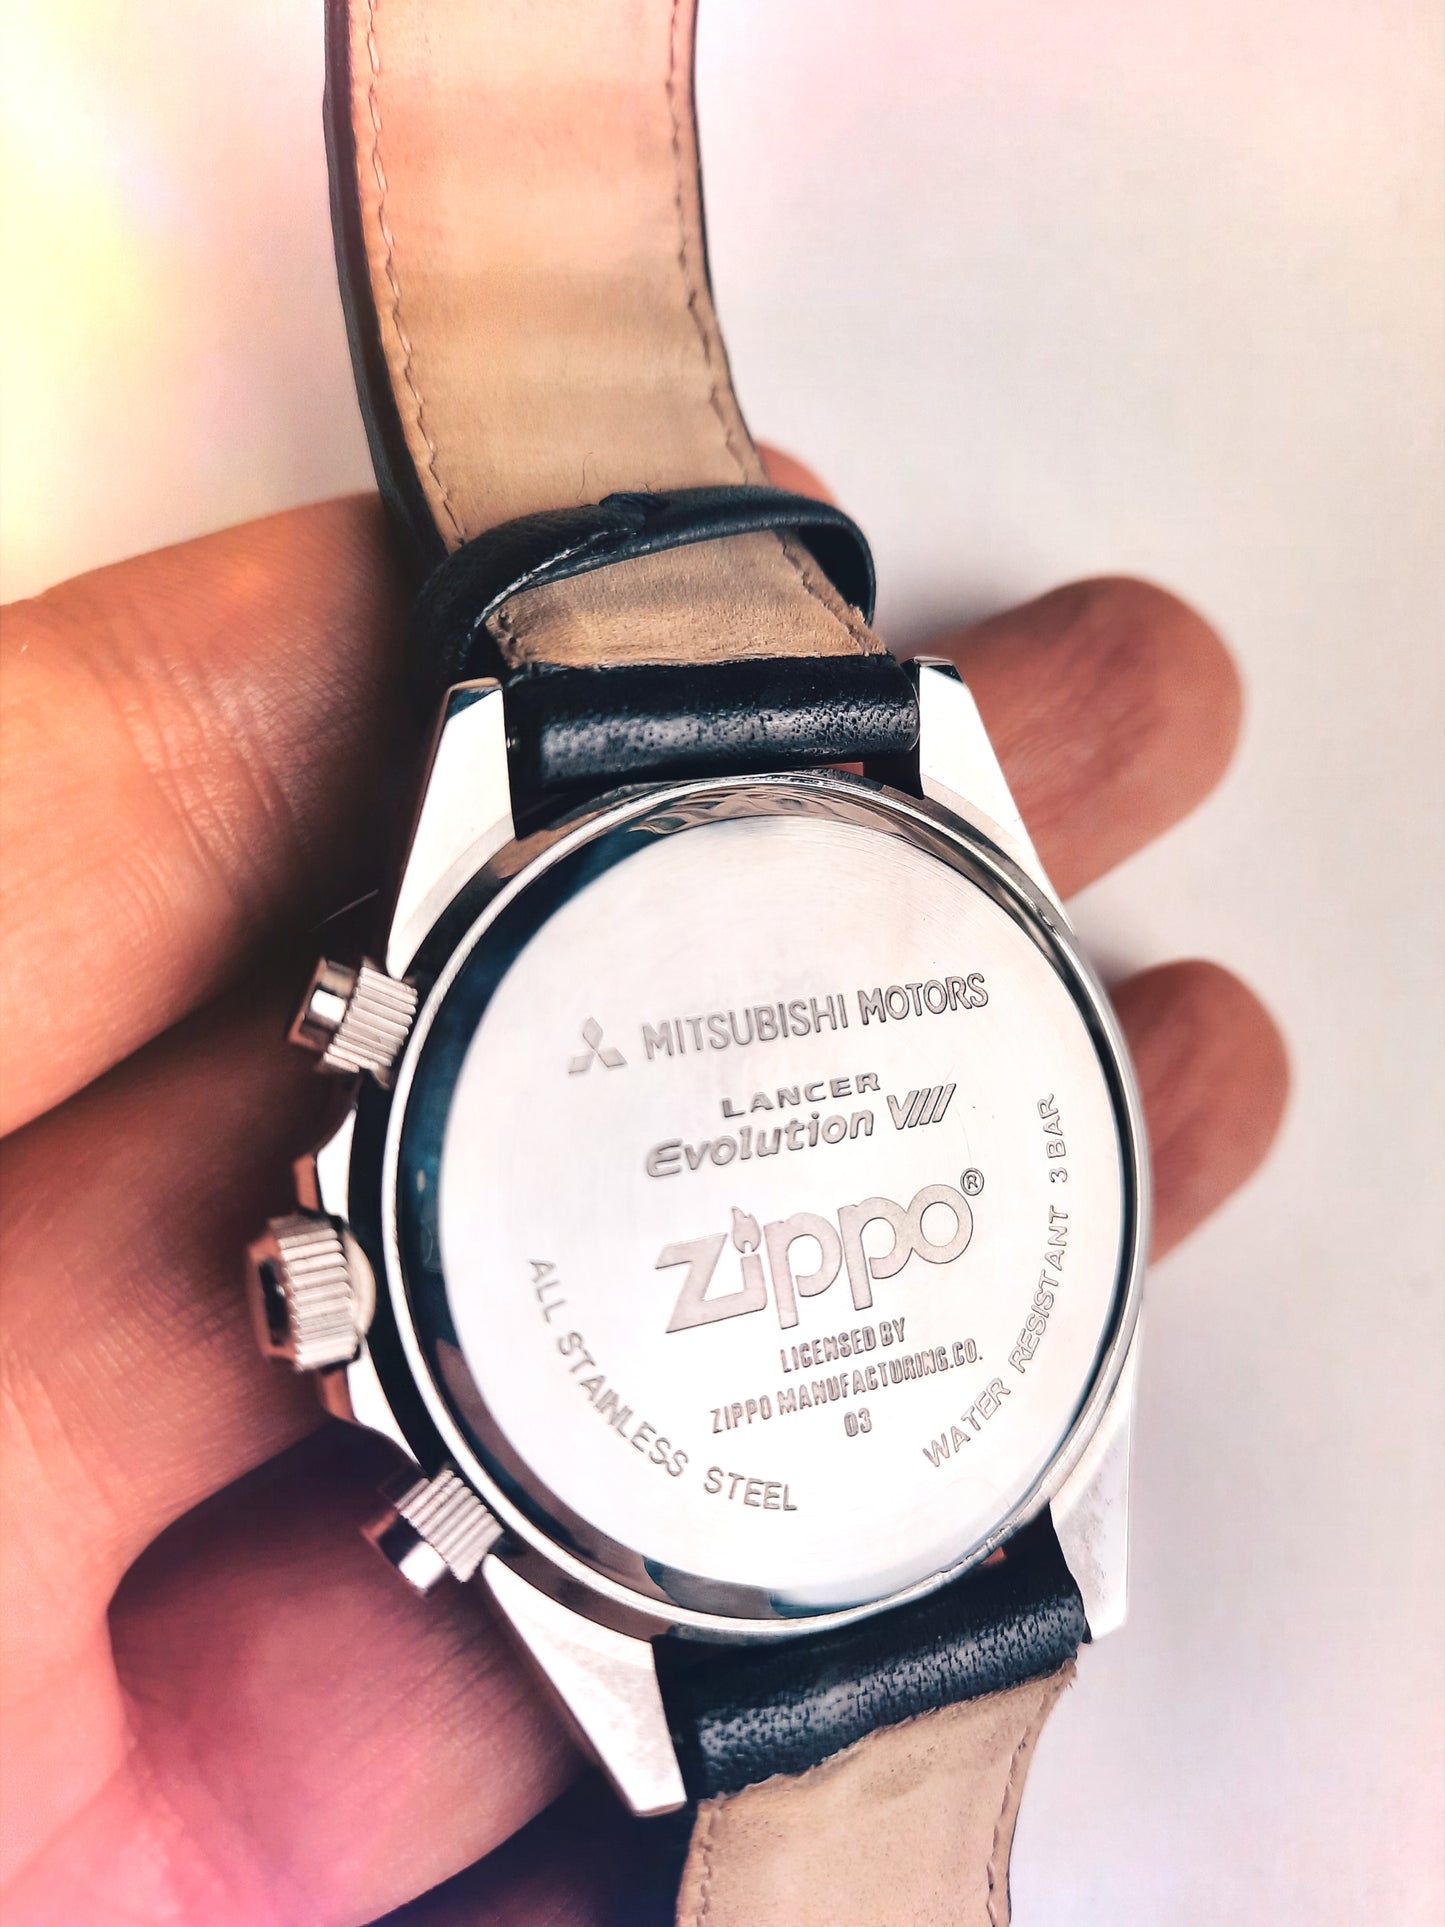 MITSUBISHI MOTORS
LANCER
Evolution VIII
zippo®
LICENSED BY
ZIPPO MANUFACTURING.CO.
03
ALL STAINLESS STEEL
WATER RESISTANT 3 BAR